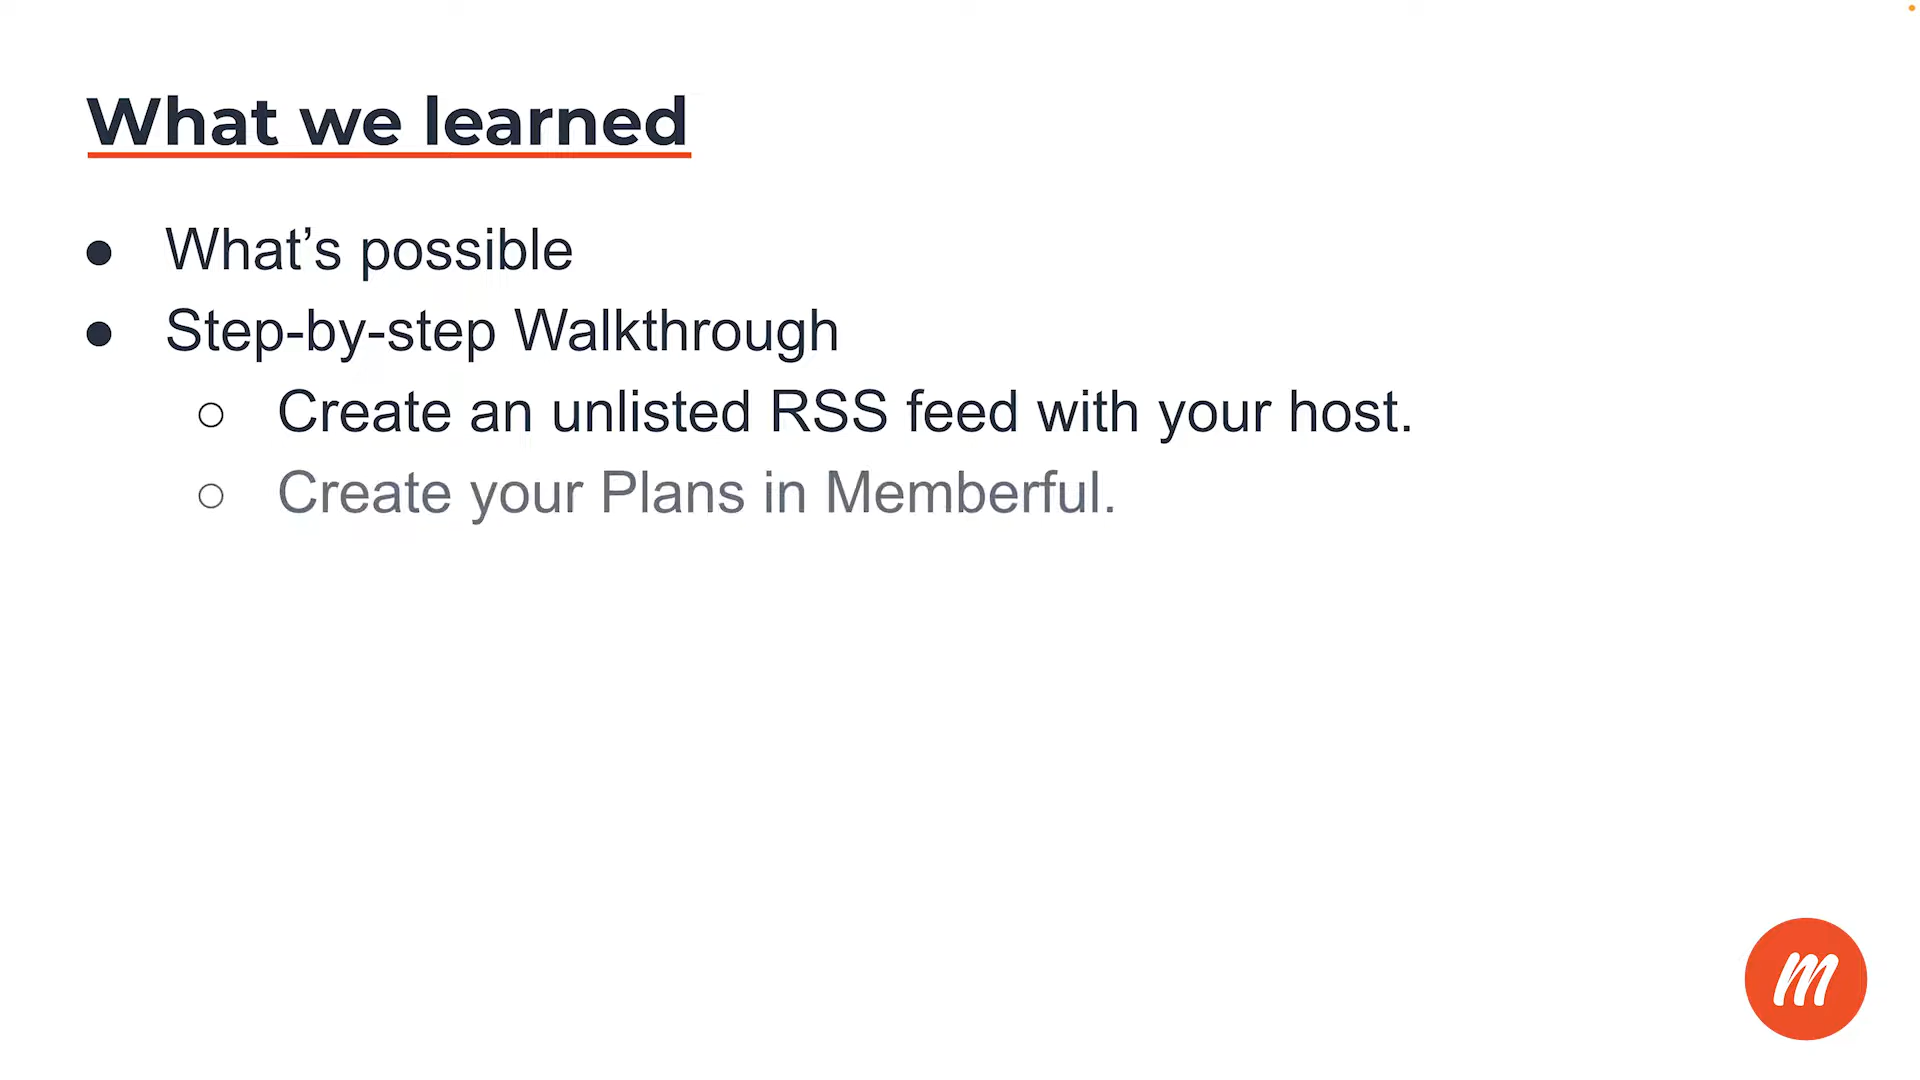 What we learned
● What’s possible
● Step-by-step Walkthrough
○ Create an unlisted RSS feed with your host.
○ Create your Plans in Memberful.
m